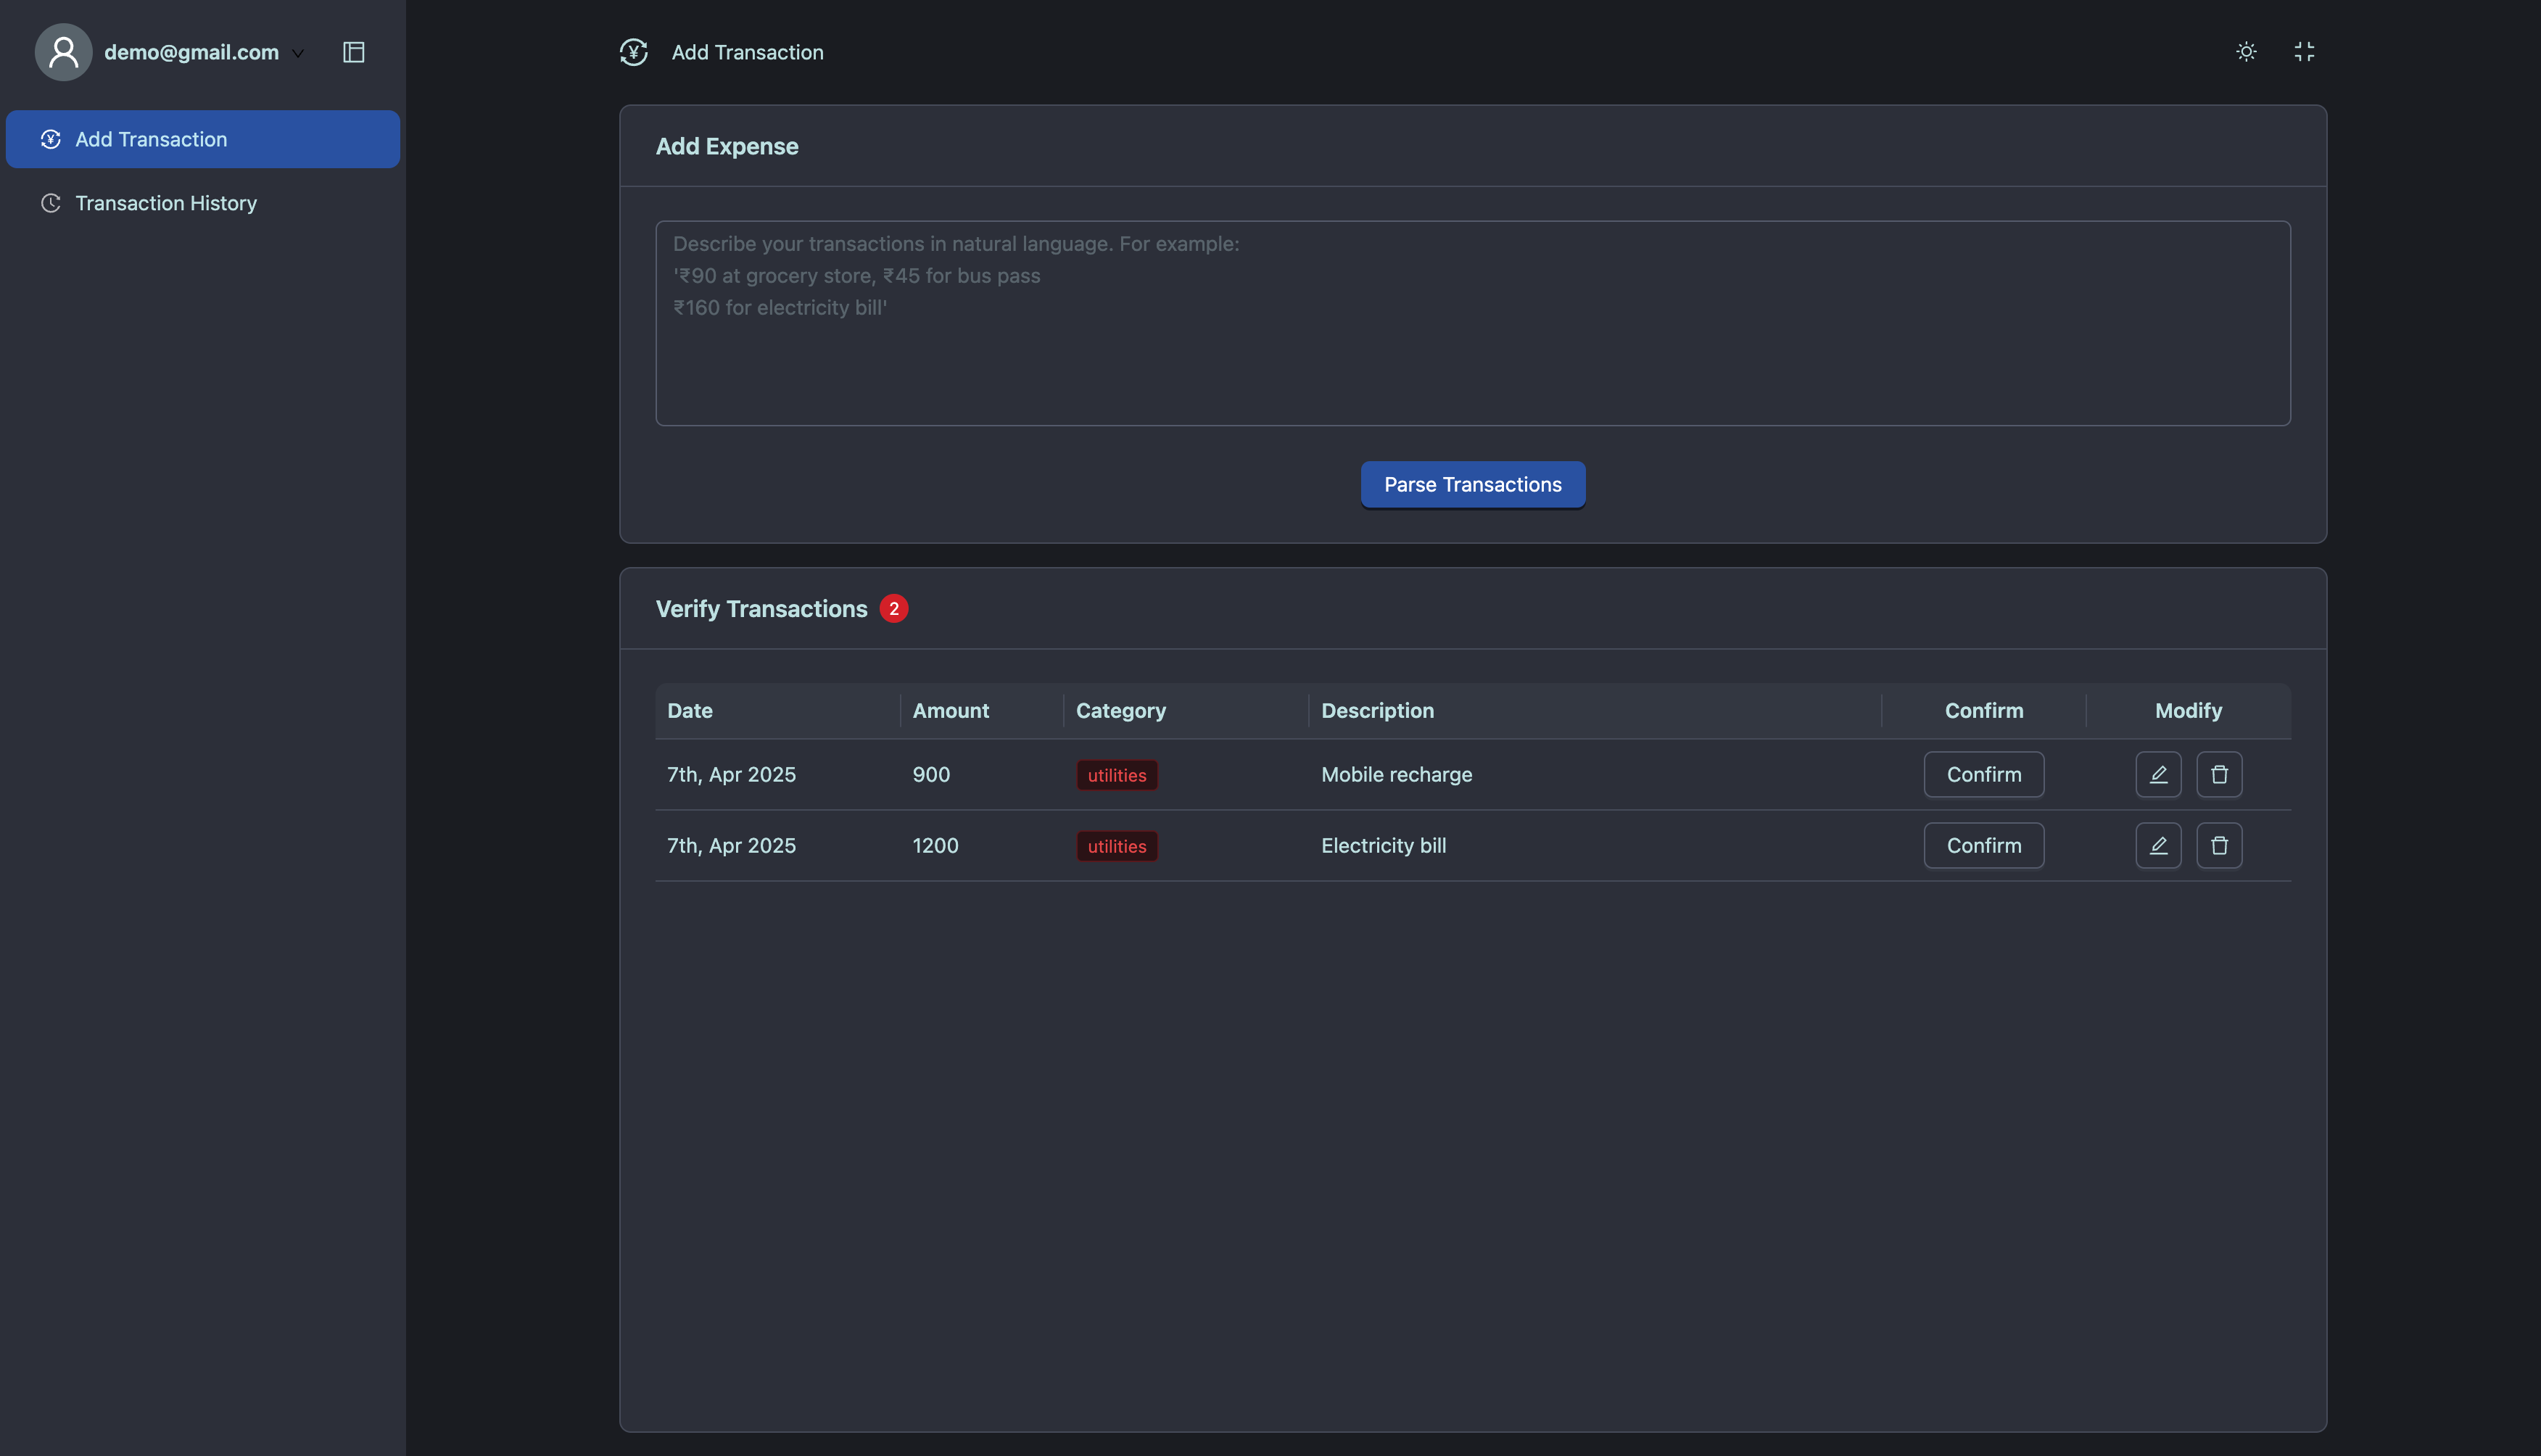 demo@gmail.com
Add Transaction
Transaction History
Add Transaction
Add Expense
Describe your transactions in natural language. For example:
'₹90 at grocery store, ₹45 for bus pass
₹160 for electricity bill'
Parse Transactions
Verify Transactions 2
Date Amount Category Description Confirm Modify
7th, Apr 2025 900 utilities Mobile recharge Confirm
7th, Apr 2025 1200 utilities Electricity bill Confirm